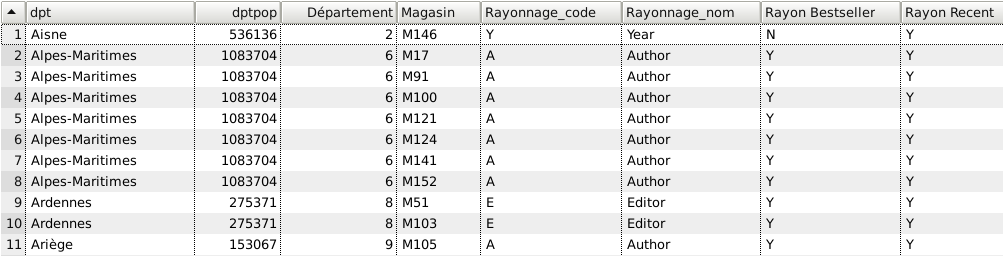 dpt dptpop Département Magasin Rayonnage_code Rayonnage_nom Rayon Bestseller Rayon Recent
1 Aisne 536136 2 M146 Y Year N Y
2 Alpes-Maritimes 1083704 6 M17 A Author Y Y
3 Alpes-Maritimes 1083704 6 M91 A Author Y Y
4 Alpes-Maritimes 1083704 6 M100 A Author Y Y
5 Alpes-Maritimes 1083704 6 M121 A Author Y Y
6 Alpes-Maritimes 1083704 6 M124 A Author Y Y
7 Alpes-Maritimes 1083704 6 M141 A Author Y Y
8 Alpes-Maritimes 1083704 6 M152 A Author Y Y
9 Ardennes 275371 8 M51 E Editor Y Y
10 Ardennes 275371 8 M103 E Editor Y Y
11 Ariège 153067 9 M105 A Author Y Y